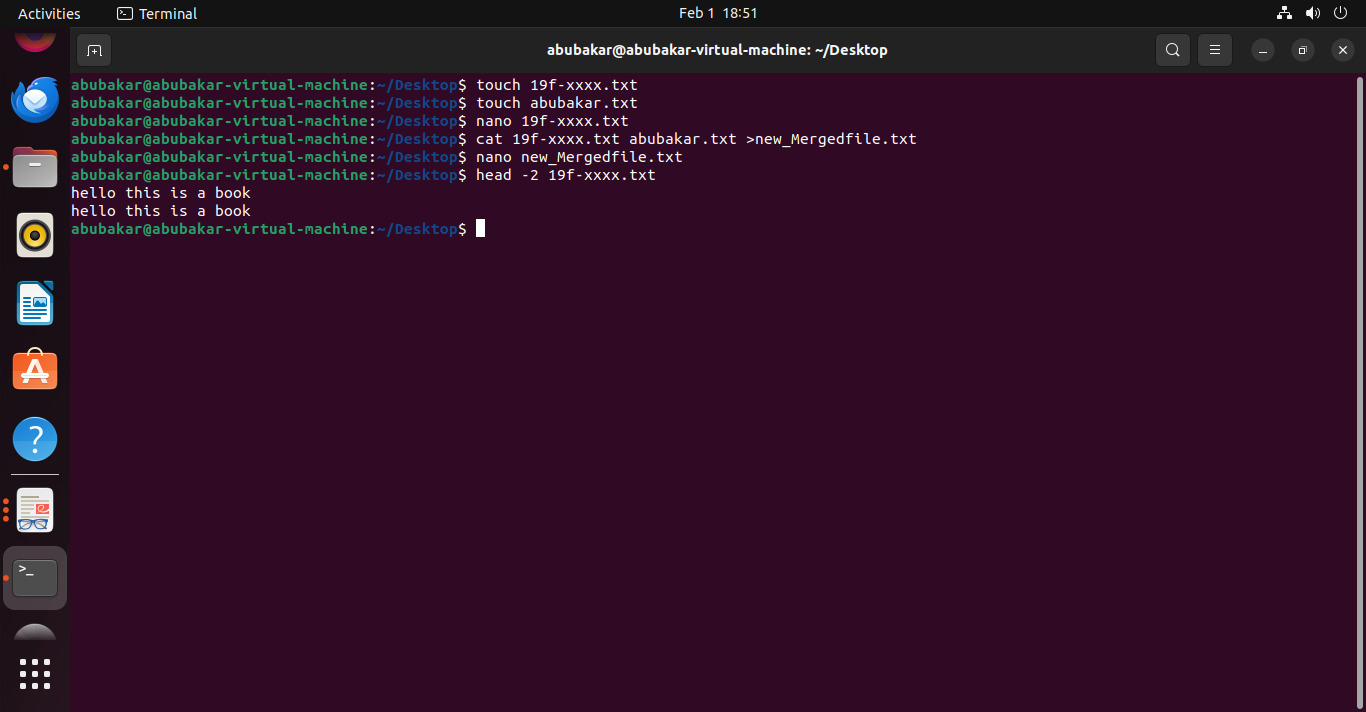 Activities Terminal Feb 1 18:51
abubakar@abubakar-virtual-machine: ~/Desktop
abubakar@abubakar-virtual-machine:~/Desktop$ touch 19f-xxxx.txt
abubakar@abubakar-virtual-machine:~/Desktop$ touch abubakar.txt
abubakar@abubakar-virtual-machine:~/Desktop$ nano 19f-xxxx.txt
abubakar@abubakar-virtual-machine:~/Desktop$ cat 19f-xxxx.txt abubakar.txt >new_Mergedfile.txt
abubakar@abubakar-virtual-machine:~/Desktop$ nano new_Mergedfile.txt
abubakar@abubakar-virtual-machine:~/Desktop$ head -2 19f-xxxx.txt
hello this is a book
hello this is a book
abubakar@abubakar-virtual-machine:~/Desktop$